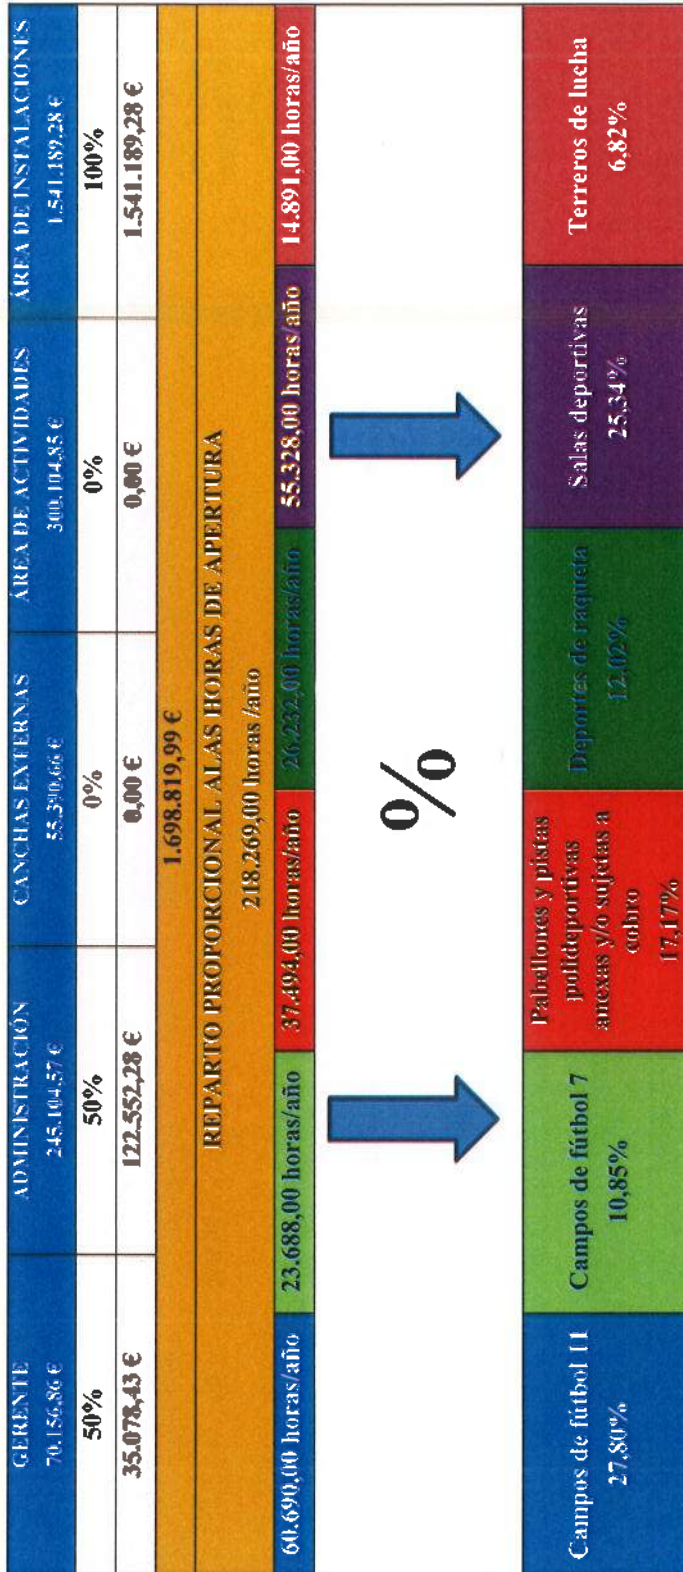 GERENTE
70.156,86 €
ADMINISTRACIÓN
245.104,57 €
CANCHAS EXTERNAS
55.390,66 €
ÁREA DE ACTIVIDADES
300.104,85 €
ÁREA DE INSTALACIONES
1.541.189,28 €
50%
50%
0%
0%
100%
35.078,43 €
122.552,28 €
0,00 €
0,00 €
1.541.189,28 €
1.698.819,99 €
REPARTO PROPORCIONAL A LAS HORAS DE APERTURA
218.269,00 horas /año
60.690,00 horas/año
23.688,00 horas/año
37.494,00 horas/año
26.232,00 horas/año
55.328,00 horas/año
14.891,00 horas/año
%
Campos de fútbol 11
27,80%
Campos de fútbol 7
10,85%
Pabellones y pistas
polideportivas
anexas y/o sujetas a
cobro
17,17%
Deportes de raqueta
12,02%
Salas deportivas
25,34%
Terreros de lucha
6,82%